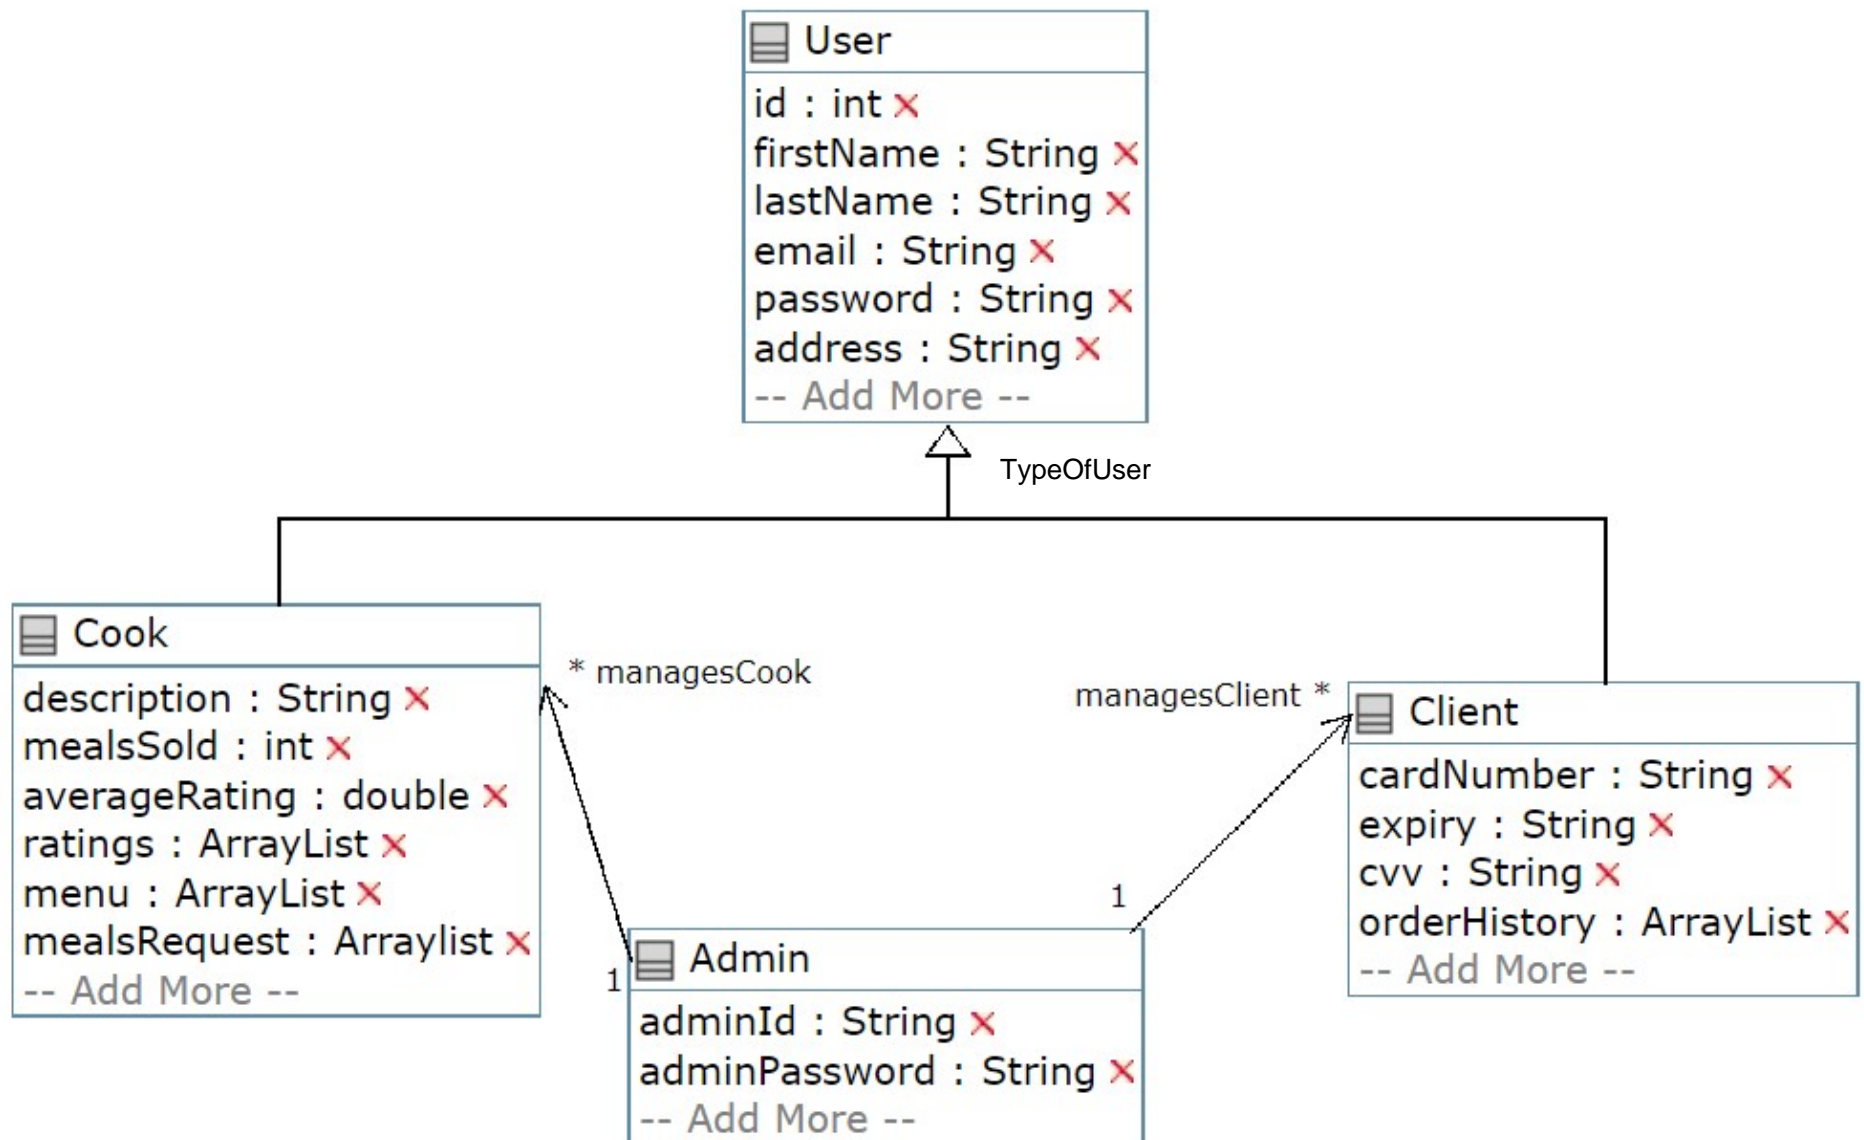 User
id : int
firstName : String
lastName : String
email : String
password : String
address : String
-- Add More --
TypeOfUser
Cook
description : String
mealsSold : int
averageRating : double
ratings : ArrayList
menu : ArrayList
mealsRequest : Arraylist
-- Add More --
* managesCook
managesClient *
Client
cardNumber : String
expiry : String
cvv : String
orderHistory : ArrayList
-- Add More --
1
1
Admin
adminId : String
adminPassword : String
-- Add More --